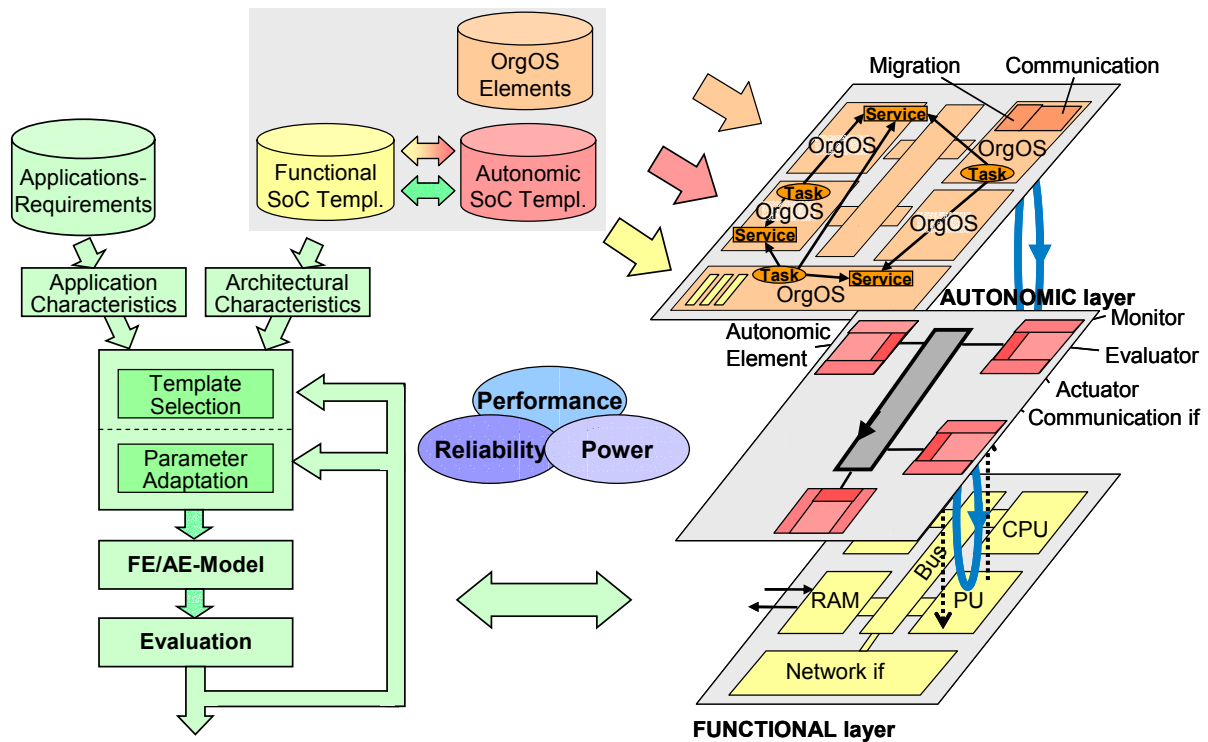 OrgOS
Elements
Applications-
Requirements
Functional
SoC Templ.
Autonomic
SoC Templ.
Application
Characteristics
Architectural
Characteristics
Template
Selection
Parameter
Adaptation
FE/AE-Model
Evaluation
Performance
Reliability
Power
Migration
Communication
Service
OrgOS
OrgOS
Task
Task
OrgOS
OrgOS
Service
Task
Service
OrgOS
AUTONOMIC layer
Autonomic
Element
Monitor
Evaluator
Actuator
Communication if
CPU
Bus
RAM
PU
Network if
FUNCTIONAL layer